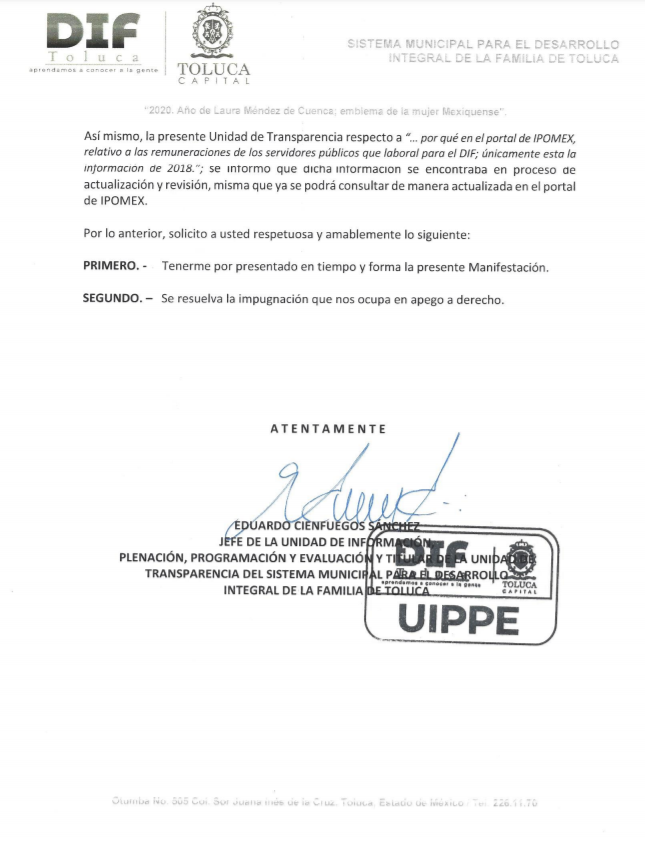 DIF
Toluca
aprendamos a conocer a la gente
TOLUCA
CAPITAL
SISTEMA MUNICIPAL PARA EL DESARROLLO
INTEGRAL DE LA FAMILIA DE TOLUCA
"2020. Año de Laura Méndez de Cuenca; emblema de la mujer Mexiquense".
Así mismo, la presente Unidad de Transparencia respecto a "... por qué en el portal de IPOMEX,
relativo a las remuneraciones de los servidores públicos que laboral para el DIF; únicamente esta la
información de 2018."; se informo que dicha información se encontraba en proceso de
actualización y revisión, misma que ya se podrá consultar de manera actualizada en el portal
de IPOMEX.
Por lo anterior, solicito a usted respetuosa y amablemente lo siguiente:
PRIMERO. - Tenerme por presentado en tiempo y forma la presente Manifestación.
SEGUNDO. – Se resuelva la impugnación que nos ocupa en apego a derecho.
ATENTAMENTE
EDUARDO CIENFUEGOS SÁNCHEZ
JEFE DE LA UNIDAD DE INFORMACIÓN,
PLENACIÓN, PROGRAMACIÓN Y EVALUACIÓN Y TITULAR DE LA UNIDAD DE
TRANSPARENCIA DEL SISTEMA MUNICIPAL PARA EL DESARROLLO
INTEGRAL DE LA FAMILIA DE TOLUCA
DIF
Toluca
aprendamos a conocer a la gente
TOLUCA
CAPITAL
UIPPE
Otumba No. 505 Col. Sor Juana Inés de la Cruz, Toluca, Estado de México / Tel. 226.11.70